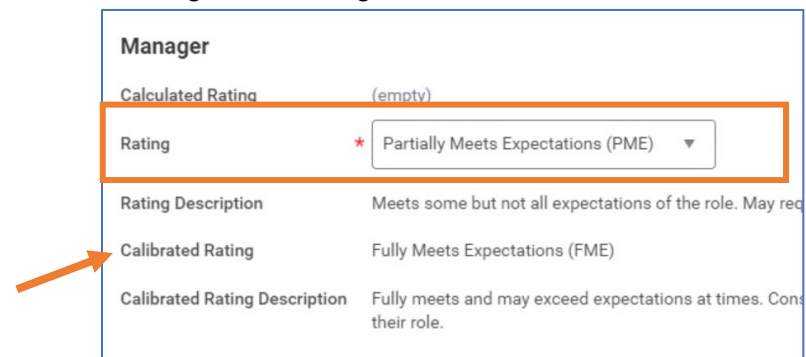 Manager
Calculated Rating (empty)
Rating * Partially Meets Expectations (PME)
Rating Description Meets some but not all expectations of the role. May req
Calibrated Rating Fully Meets Expectations (FME)
Calibrated Rating Description Fully meets and may exceed expectations at times. Cons
their role.